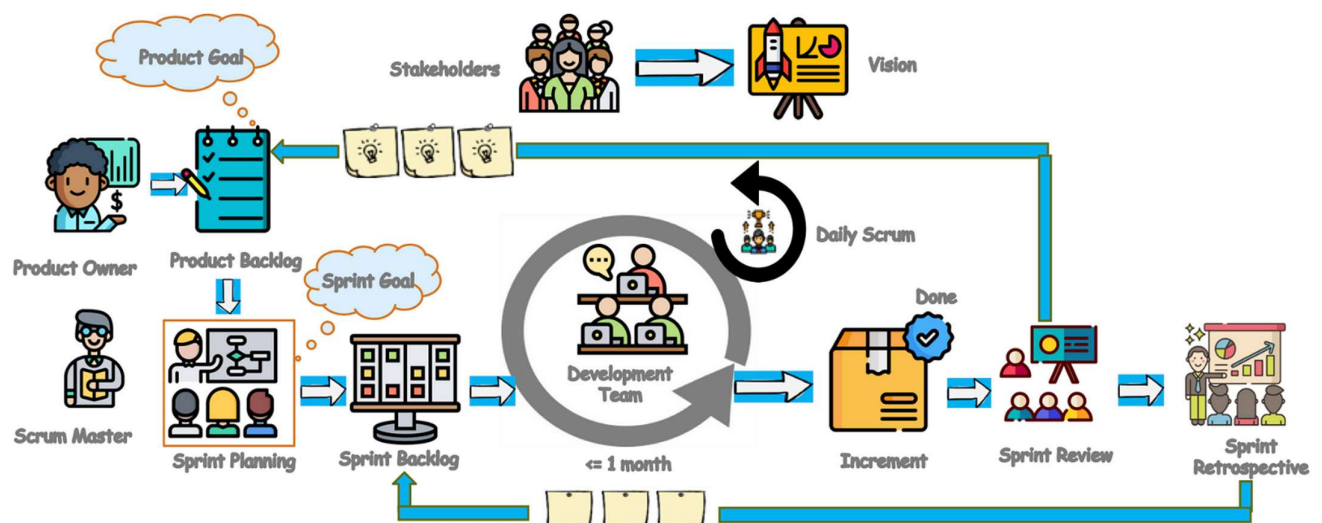 Product Goal
Stakeholders
Vision
$
Product Owner
Product Backlog
Daily Scrum
Sprint Goal
Done
Development
Team
Scrum Master
Sprint Planning
Sprint Backlog
<= 1 month
Increment
Sprint Review
Sprint
Retrospective